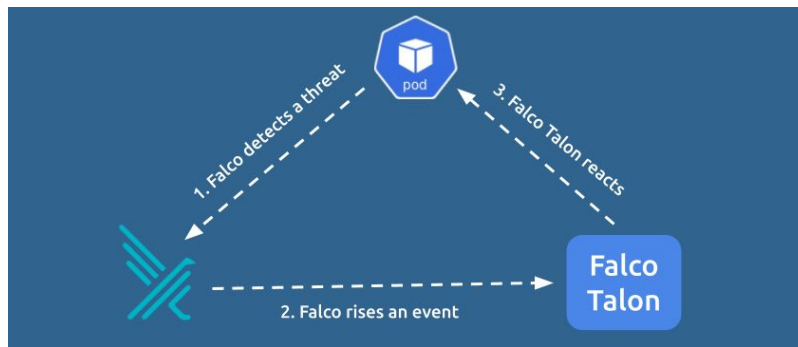 pod
1. Falco detects a threat
3. Falco Talon reacts
2. Falco rises an event
Falco
Talon